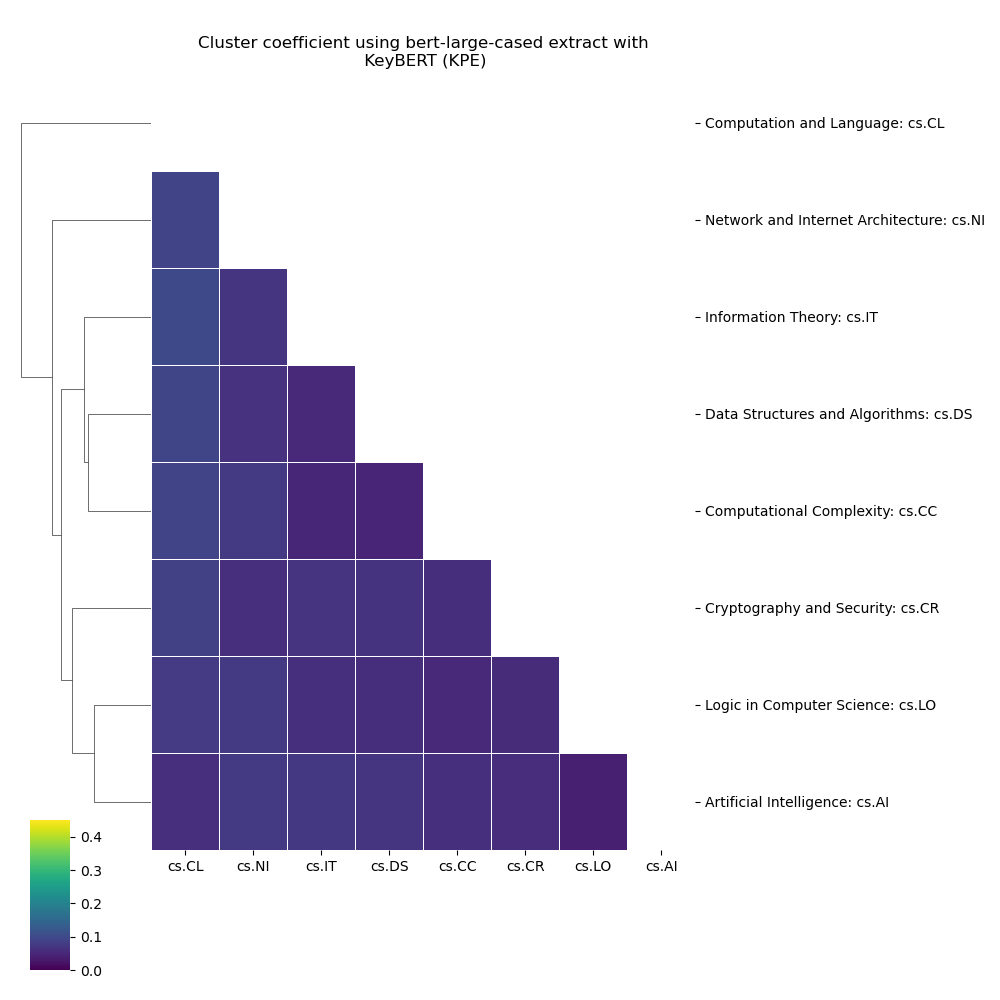 Cluster coefficient using bert-large-cased extract with
KeyBERT (KPE)
Computation and Language: cs.CL
Network and Internet Architecture: cs.NI
Information Theory: cs.IT
Data Structures and Algorithms: cs.DS
Computational Complexity: cs.CC
Cryptography and Security: cs.CR
Logic in Computer Science: cs.LO
Artificial Intelligence: cs.AI
cs.CL cs.NI cs.IT cs.DS cs.CC cs.CR cs.LO cs.AI
0.4
0.3
0.2
0.1
0.0